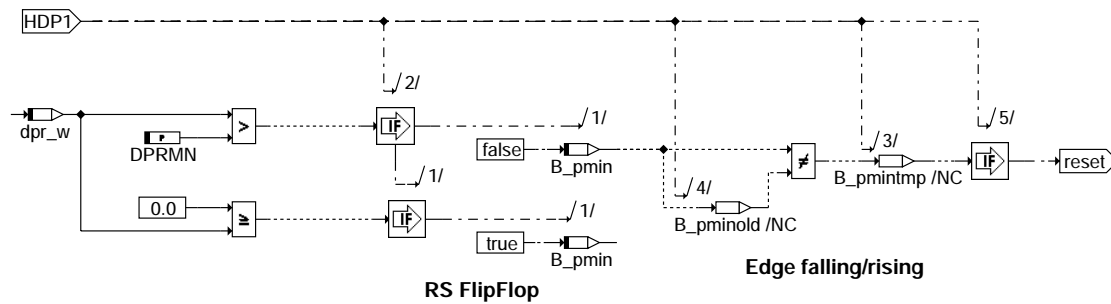 HDP1
2/
1/
5/
dpr_w
>
IF
3/
DPRMN
false
B_pmin
≠
IF
reset
1/
4/
B_pmintmp /NC
0.0
≥
IF
1/
B_pminold /NC
true
B_pmin
Edge falling/rising
RS FlipFlop